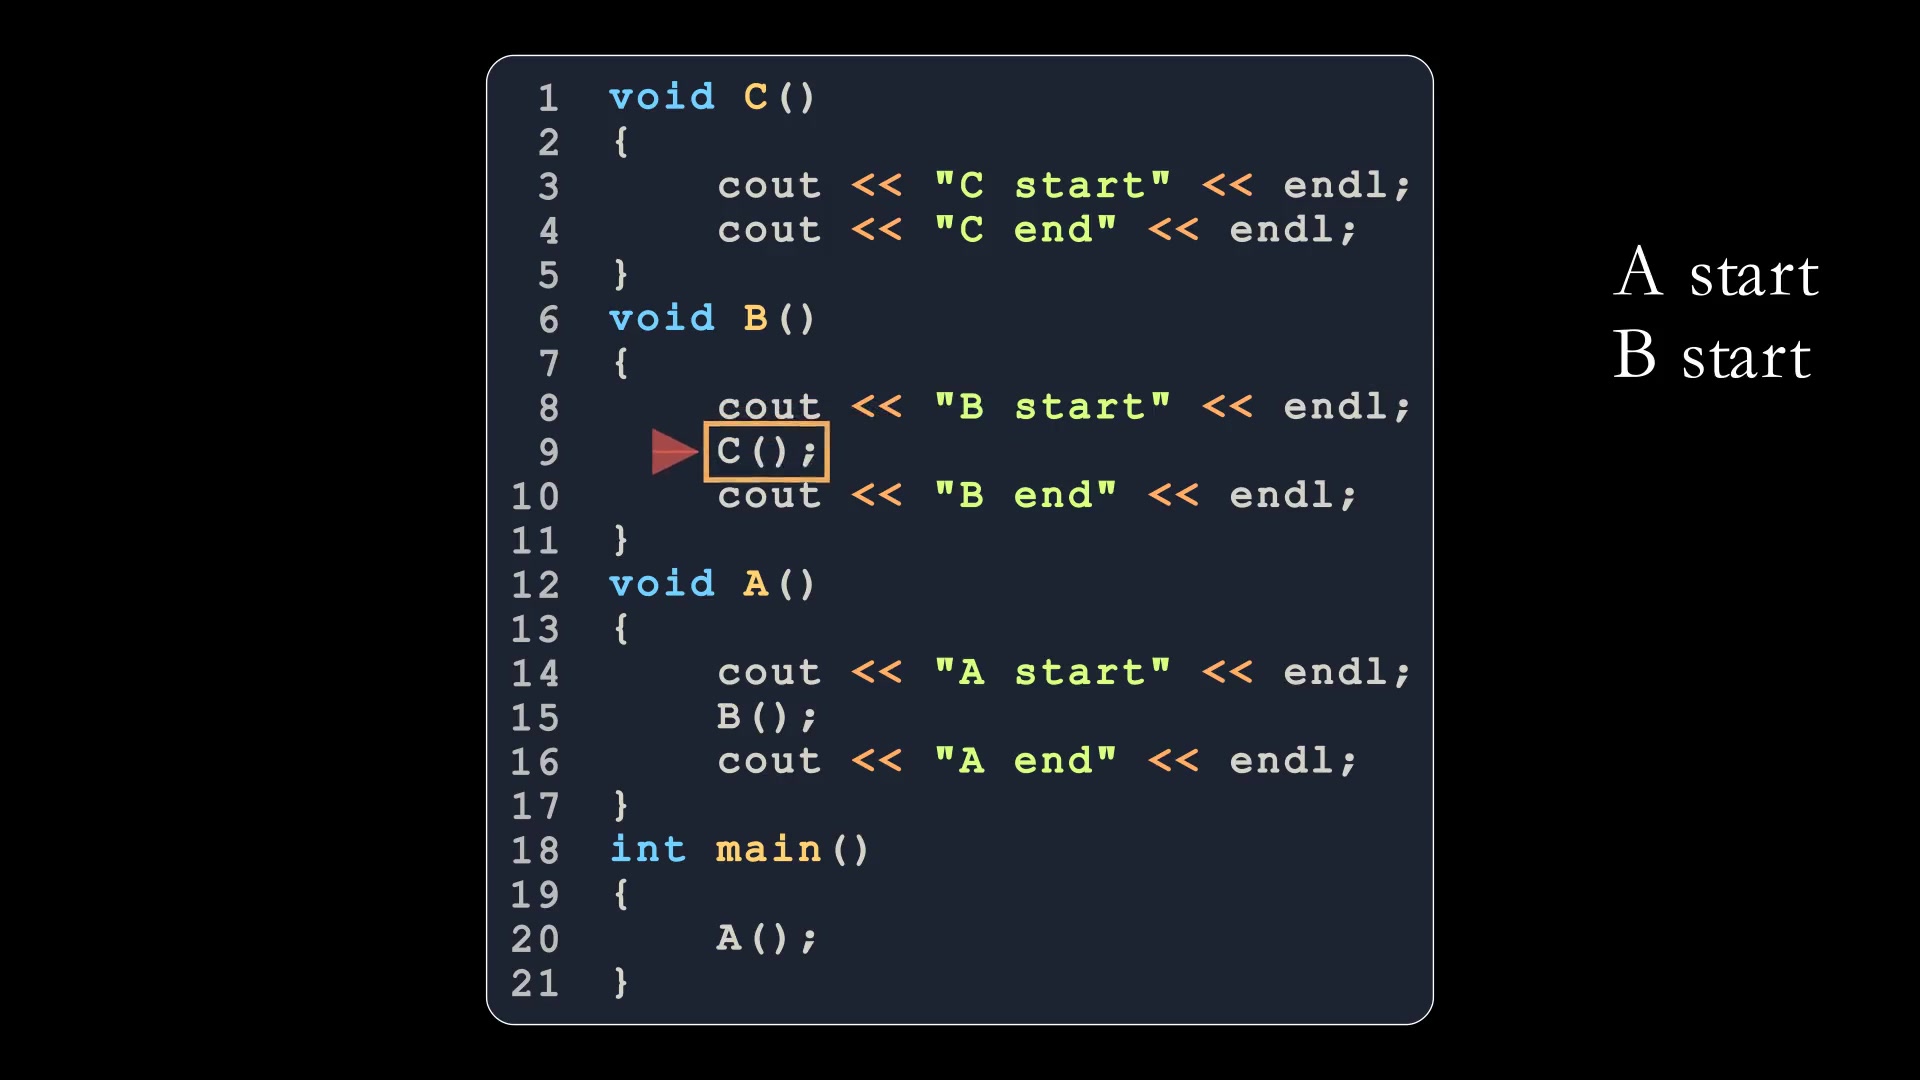 1 void C()
2 {
3     cout << "C start" << endl;
4     cout << "C end" << endl;
5 }
6 void B()
7 {
8     cout << "B start" << endl;
9     C();
10     cout << "B end" << endl;
11 }
12 void A()
13 {
14     cout << "A start" << endl;
15     B();
16     cout << "A end" << endl;
17 }
18 int main()
19 {
20     A();
21 }
A start
B start